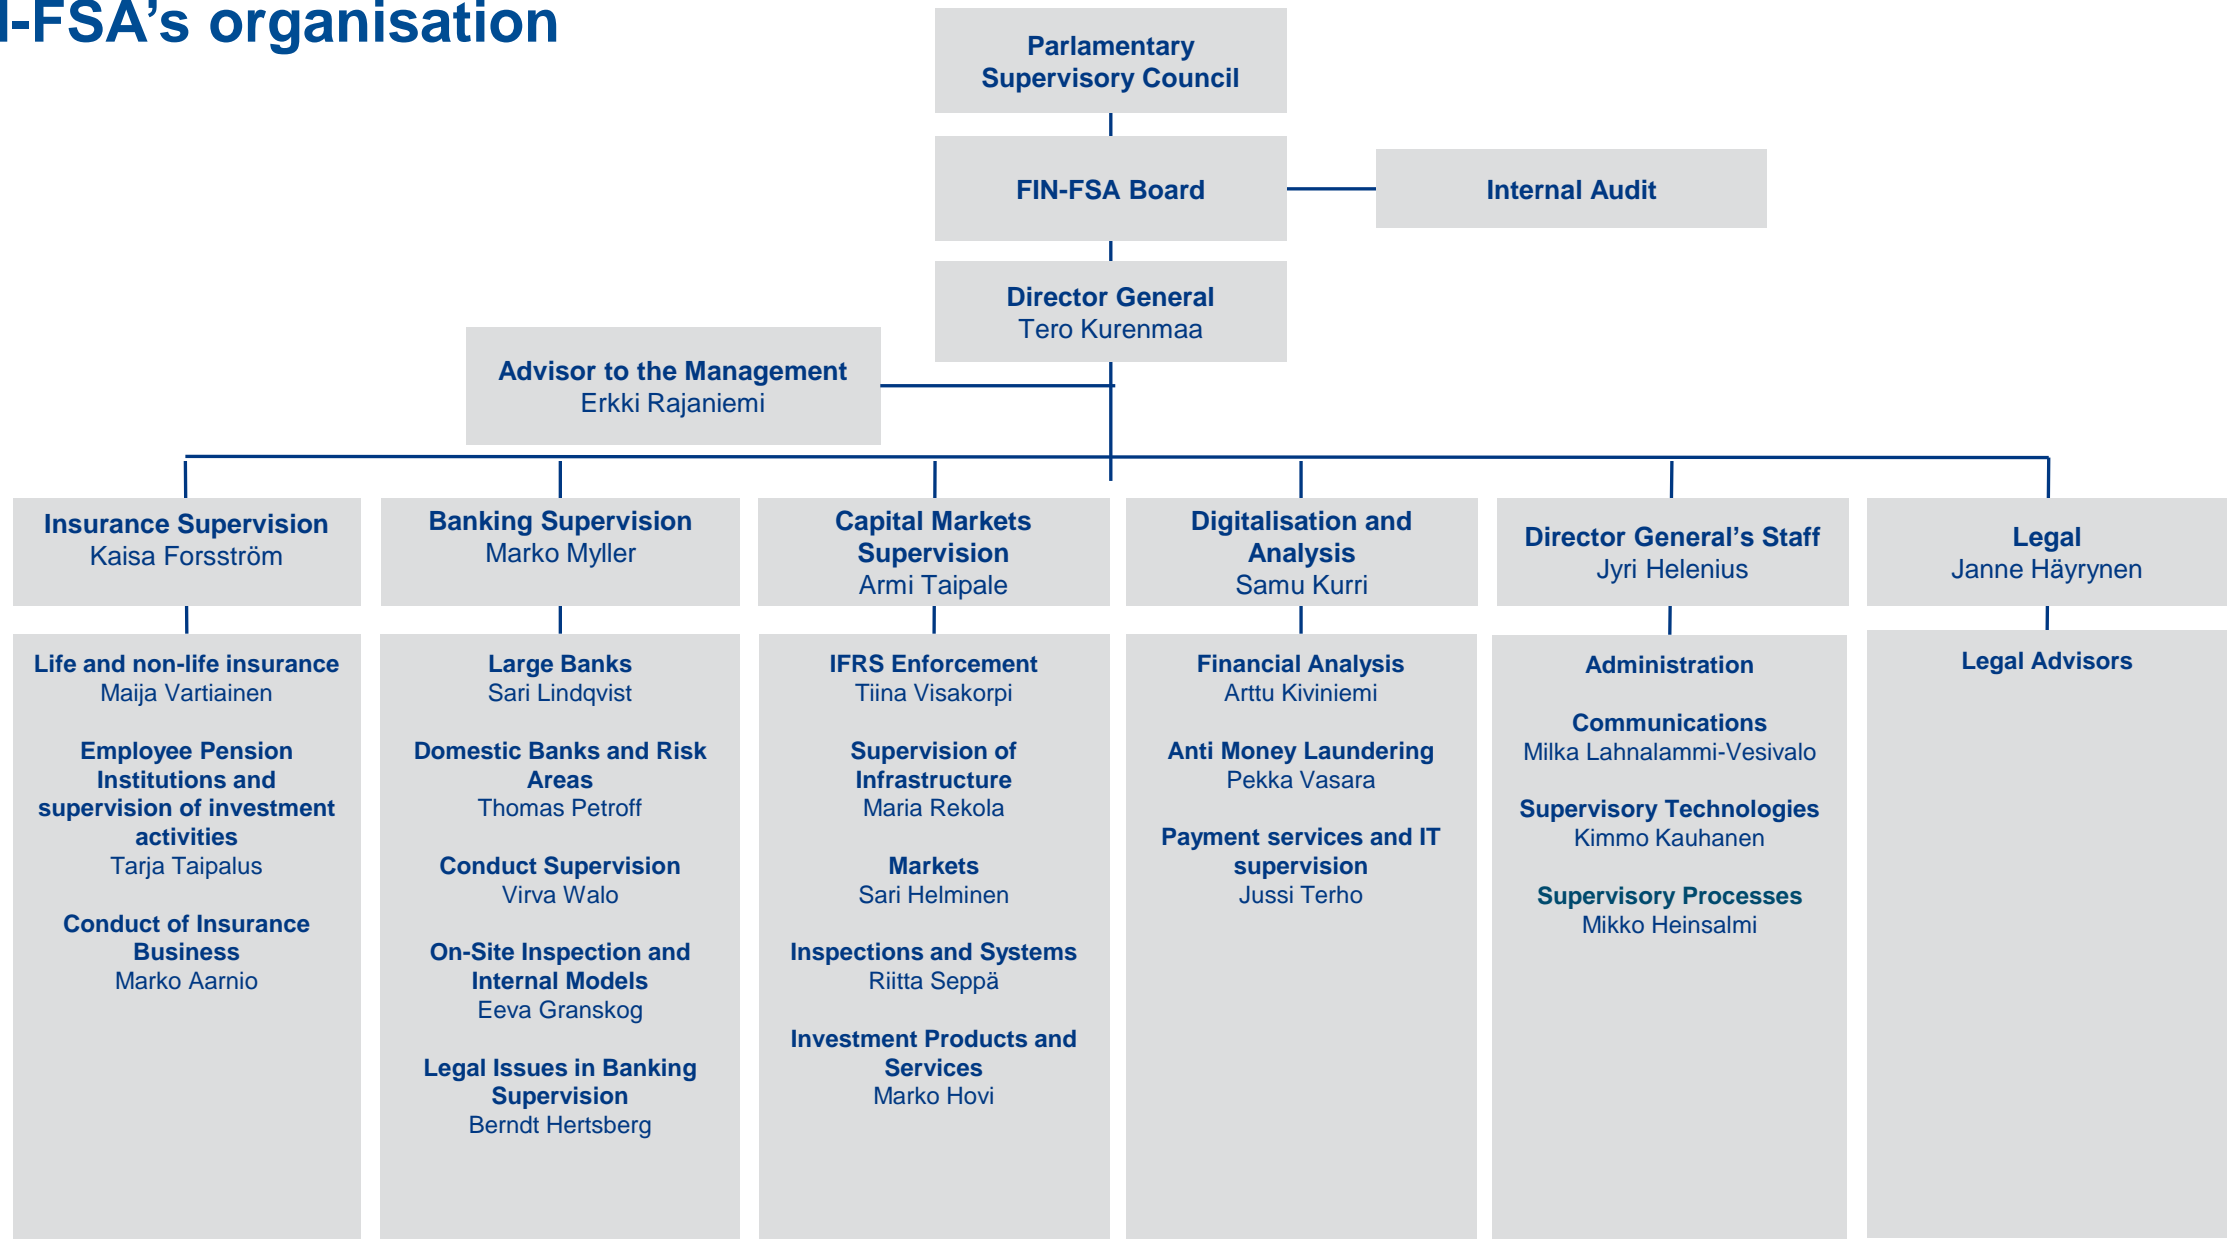 -FSA's organisation
Parlamentary
Supervisory Council
FIN-FSA Board
Internal Audit
Director General
Tero Kurenmaa
Advisor to the Management
Erkki Rajaniemi
Insurance Supervision
Kaisa Forsström
Banking Supervision
Marko Myller
Capital Markets
Supervision
Armi Taipale
Digitalisation and
Analysis
Samu Kurri
Director General's Staff
Jyri Helenius
Legal
Janne Häyrynen
Life and non-life insurance
Maija Vartiainen
Employee Pension
Institutions and
supervision of investment
activities
Tarja Taipalus
Conduct of Insurance
Business
Marko Aarnio
Large Banks
Sari Lindqvist
Domestic Banks and Risk
Areas
Thomas Petroff
Conduct Supervision
Virva Walo
On-Site Inspection and
Internal Models
Eeva Granskog
Legal Issues in Banking
Supervision
Berndt Hertsberg
IFRS Enforcement
Tiina Visakorpi
Supervision of
Infrastructure
Maria Rekola
Markets
Sari Helminen
Inspections and Systems
Riitta Seppä
Investment Products and
Services
Marko Hovi
Financial Analysis
Arttu Kiviniemi
Anti Money Laundering
Pekka Vasara
Payment services and IT
supervision
Jussi Terho
Administration
Communications
Milka Lahnalammi-Vesivalo
Supervisory Technologies
Kimmo Kauhanen
Supervisory Processes
Mikko Heinsalmi
Legal Advisors